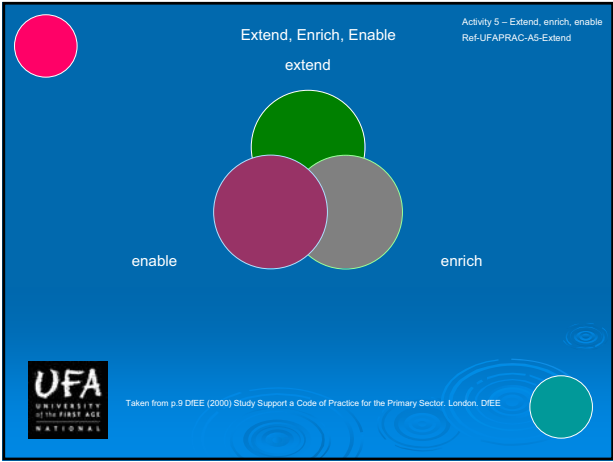 Extend, Enrich, Enable
Activity 5 – Extend, enrich, enable
Ref-UFAPRAC-A5-Extend
extend
enable
enrich
UFA
UNIVERSITY
of the FIRST AGE
NATIONAL
Taken from p.9 DfEE (2000) Study Support a Code of Practice for the Primary Sector. London. DfEE